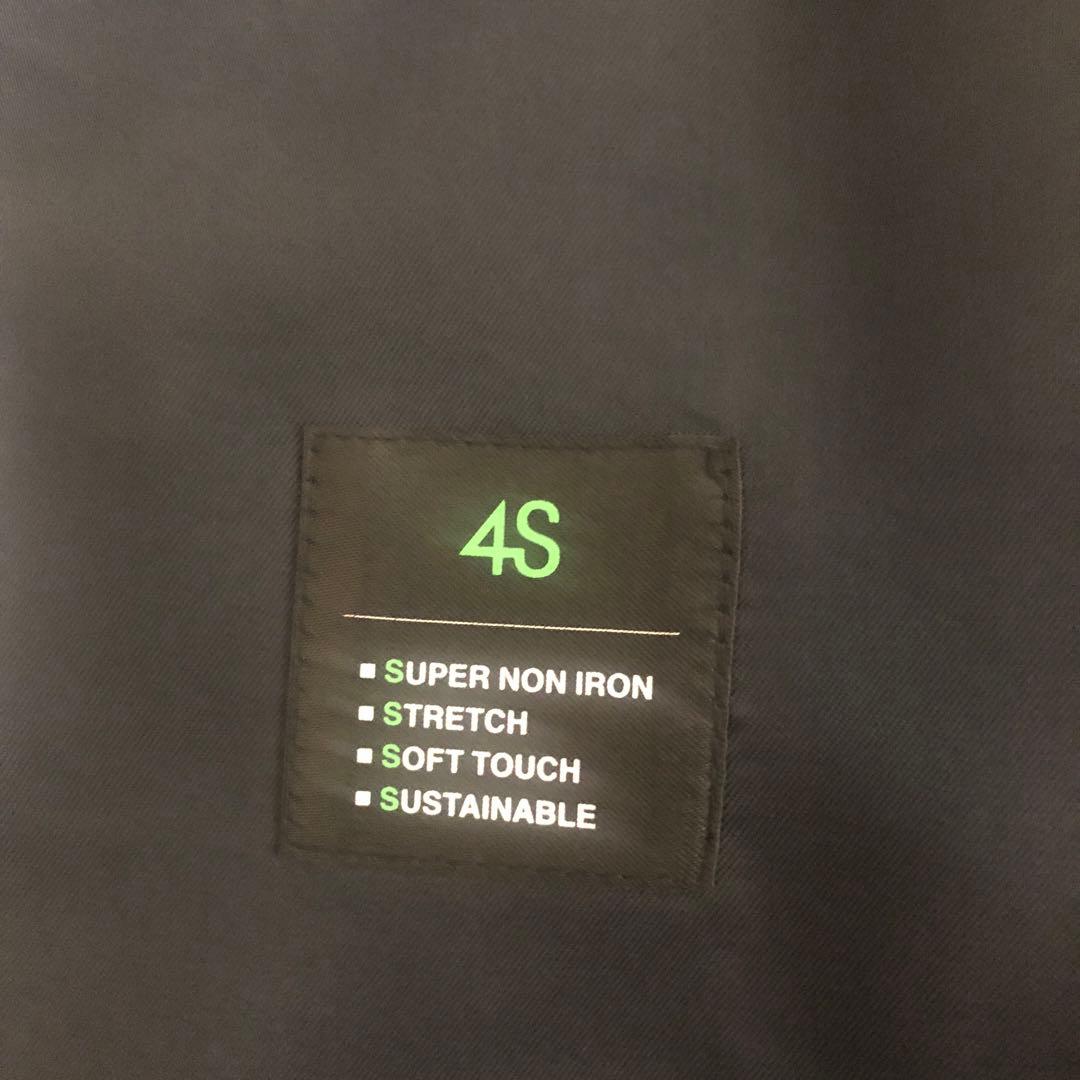 4S
■ SUPER NON IRON
■ STRETCH
■ SOFT TOUCH
■ SUSTAINABLE